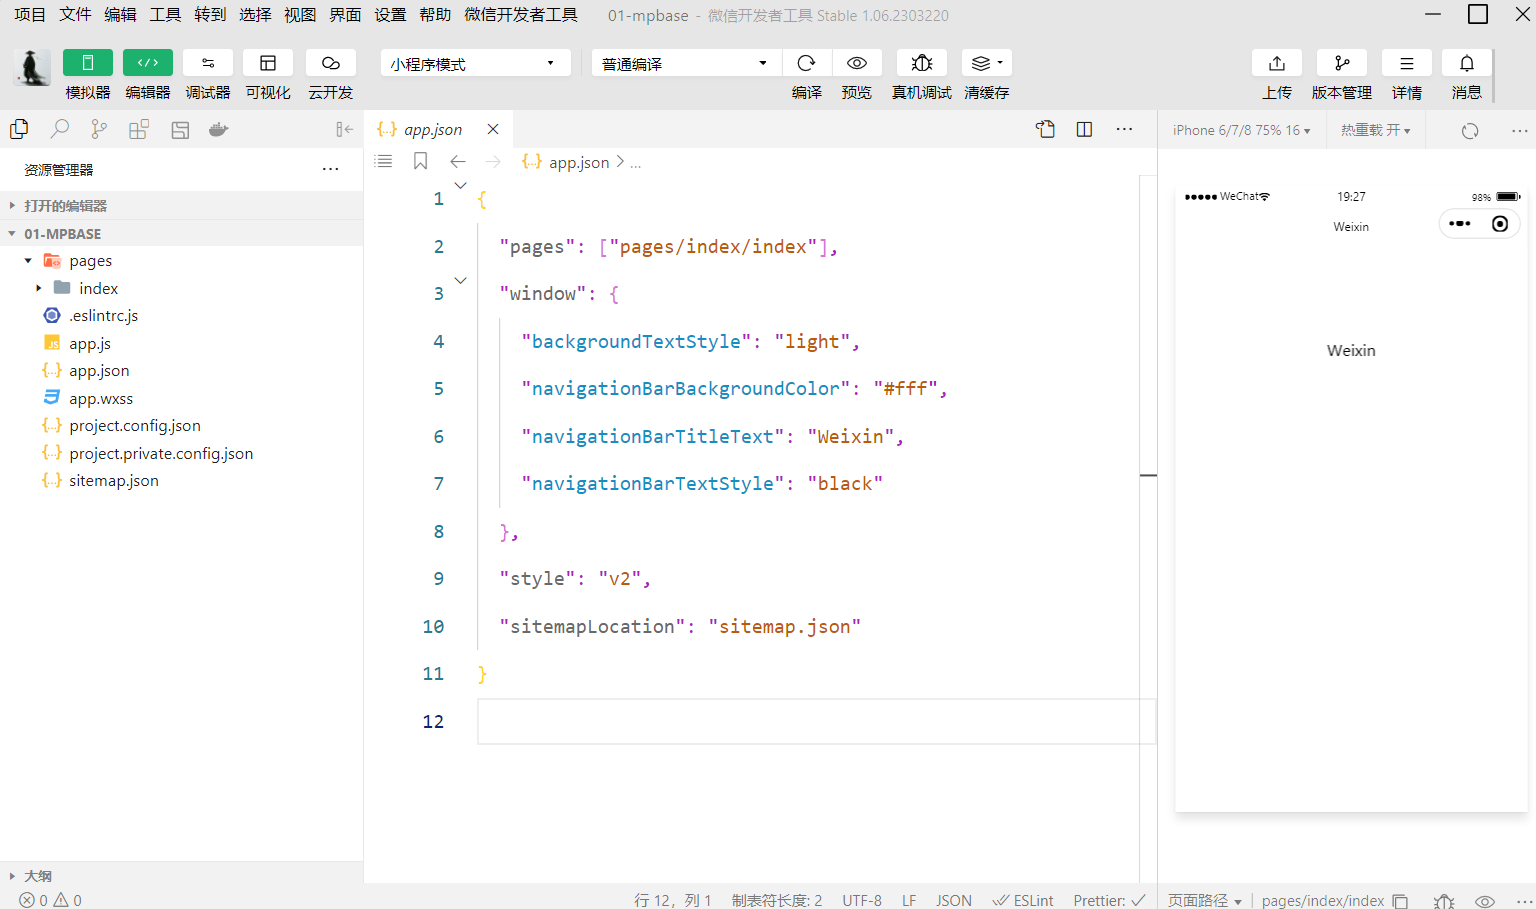 项目 文件 编辑 工具 转到 选择 视图 界面 设置 帮助 微信开发者工具 01-mpbase - 微信开发者工具 Stable 1.06.2303220
小程序模式 普通编译
模拟器 编辑器 调试器 可视化 云开发 编译 预览 真机调试 清缓存 上传 版本管理 详情 消息
app.json
iPhone 6/7/8 75% 16 热重载 开
资源管理器
app.json > ...
打开的编辑器
01-MPBASE
pages
index
.eslintrc.js
JS app.js
app.json
app.wxss
project.config.json
project.private.config.json
sitemap.json
大纲
1 {
2 "pages": ["pages/index/index"],
3 "window": {
4 "backgroundTextStyle": "light",
5 "navigationBarBackgroundColor": "#fff",
6 "navigationBarTitleText": "Weixin",
7 "navigationBarTextStyle": "black"
8 },
9 "style": "v2",
10 "sitemapLocation": "sitemap.json"
11 }
12
WeChat 19:27 98%
Weixin
Weixin
0 0 行 12，列 1 制表符长度: 2 UTF-8 LF JSON ESLint Prettier: 页面路径 pages/index/index